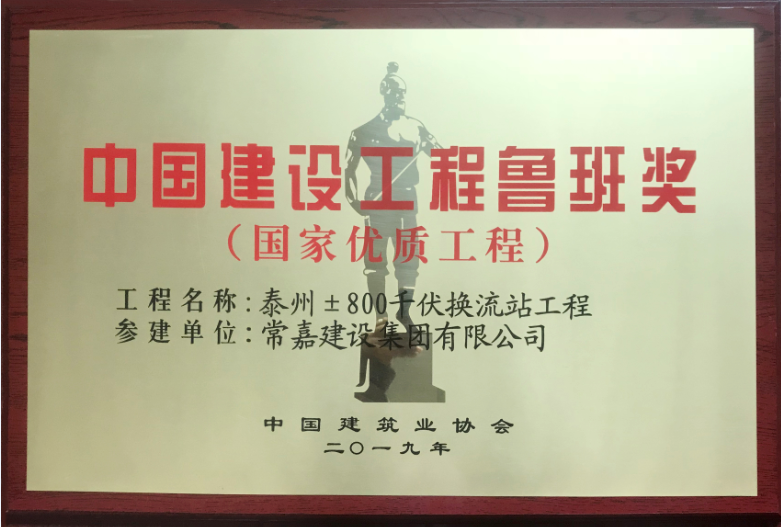 中国建设工程鲁班奖
（国家优质工程）
工程名称:泰州±800千伏换流站工程
参建单位:常嘉建设集团有限公司
中国建筑业协会
二〇一九年